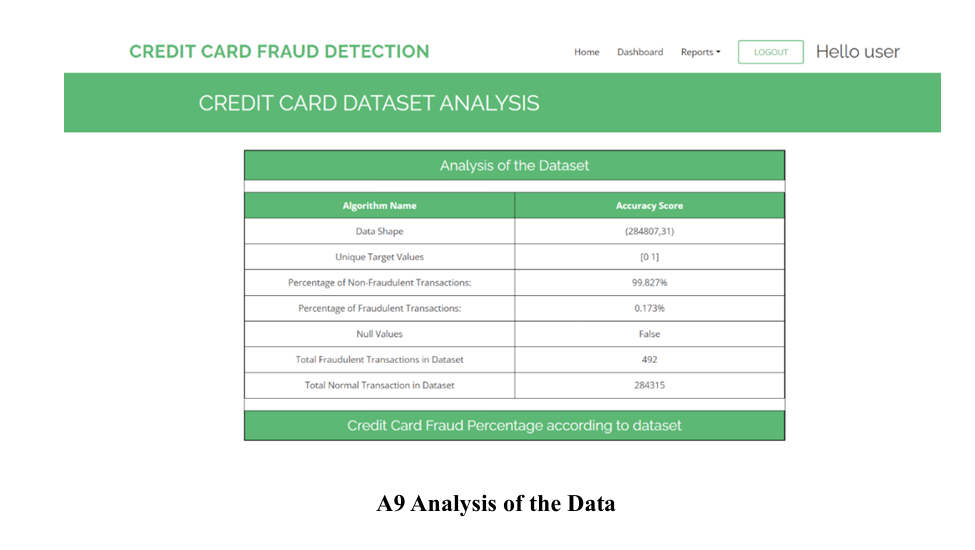 CREDIT CARD FRAUD DETECTION
Home Dashboard Reports LOGOUT Hello user
CREDIT CARD DATASET ANALYSIS
Analysis of the Dataset
Algorithm Name Accuracy Score
Data Shape (284807,31)
Unique Target Values [0 1]
Percentage of Non-Fraudulent Transactions: 99.827%
Percentage of Fraudulent Transactions: 0.173%
Null Values False
Total Fraudulent Transactions in Dataset 492
Total Normal Transaction in Dataset 284315
Credit Card Fraud Percentage according to dataset
A9 Analysis of the Data